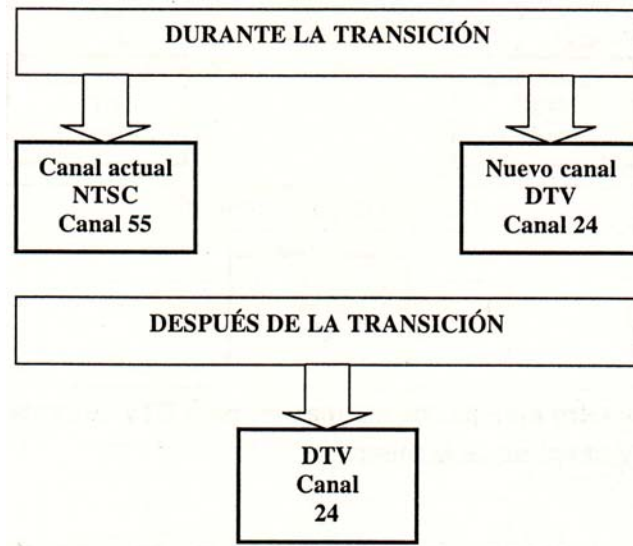 DURANTE LA TRANSICIÓN
Canal actual
NTSC
Canal 55
Nuevo canal
DTV
Canal 24
DESPUÉS DE LA TRANSICIÓN
DTV
Canal
24